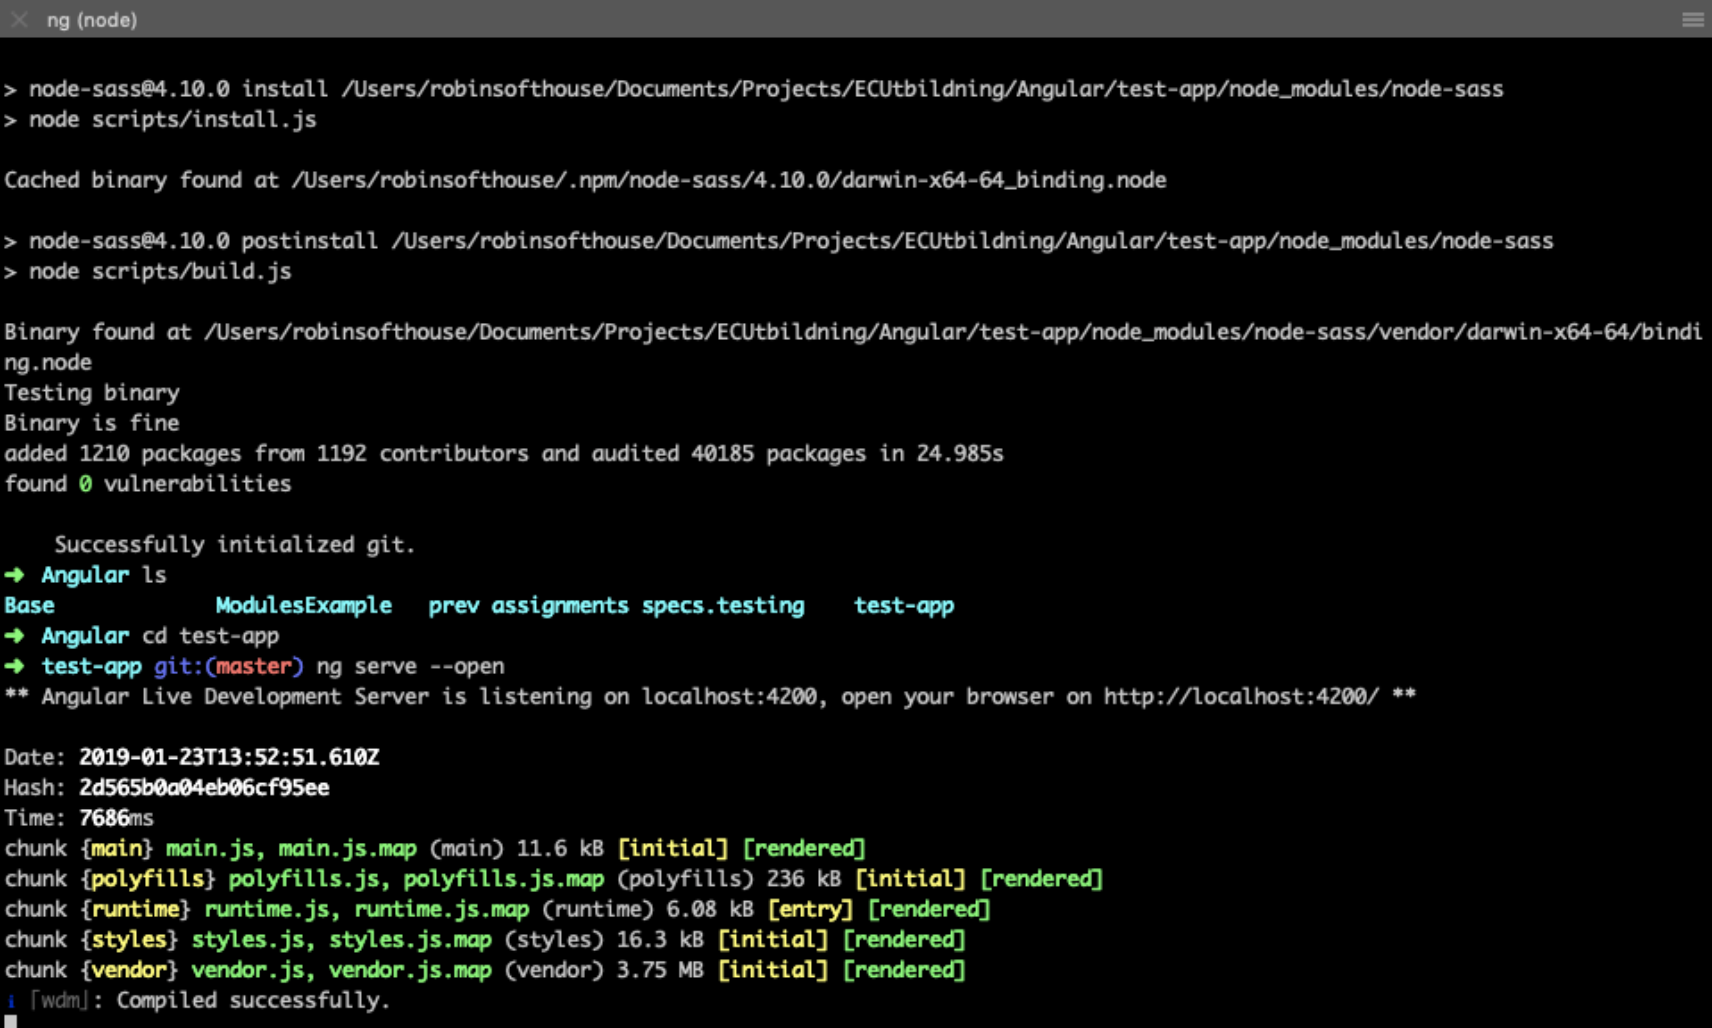 ng (node)
> node-sass@4.10.0 install /Users/robinsofthouse/Documents/Projects/ECUtbildning/Angular/test-app/node_modules/node-sass
> node scripts/install.js
Cached binary found at /Users/robinsofthouse/.npm/node-sass/4.10.0/darwin-x64-64_binding.node
> node-sass@4.10.0 postinstall /Users/robinsofthouse/Documents/Projects/ECUtbildning/Angular/test-app/node_modules/node-sass
> node scripts/build.js
Binary found at /Users/robinsofthouse/Documents/Projects/ECUtbildning/Angular/test-app/node_modules/node-sass/vendor/darwin-x64-64/bindi
ng.node
Testing binary
Binary is fine
added 1210 packages from 1192 contributors and audited 40185 packages in 24.985s
found 0 vulnerabilities
Successfully initialized git.
➜ Angular ls
Base ModulesExample prev assignments specs.testing test-app
➜ Angular cd test-app
➜ test-app git:(master) ng serve --open
** Angular Live Development Server is listening on localhost:4200, open your browser on http://localhost:4200/ **
Date: 2019-01-23T13:52:51.610Z
Hash: 2d565b0a04eb06cf95ee
Time: 7686ms
chunk {main} main.js, main.js.map (main) 11.6 kB [initial] [rendered]
chunk {polyfills} polyfills.js, polyfills.js.map (polyfills) 236 kB [initial] [rendered]
chunk {runtime} runtime.js, runtime.js.map (runtime) 6.08 kB [entry] [rendered]
chunk {styles} styles.js, styles.js.map (styles) 16.3 kB [initial] [rendered]
chunk {vendor} vendor.js, vendor.js.map (vendor) 3.75 MB [initial] [rendered]
i ｢wdm｣: Compiled successfully.